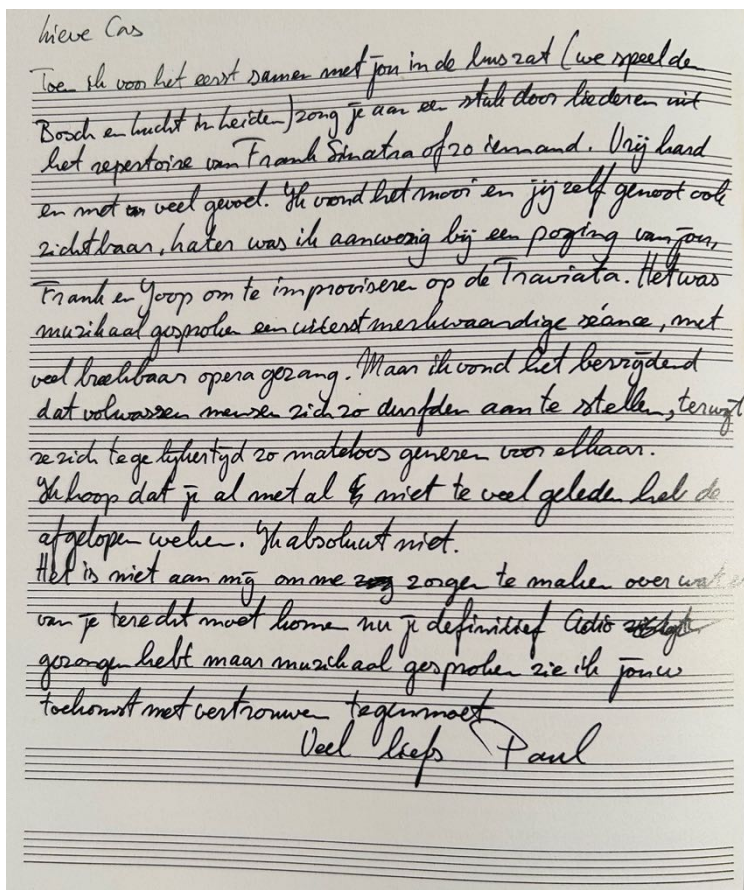 Lieve Cas
Toen ik voor het eerst samen met jou in de bus zat (we speelden
Bosch en Lucht in Leiden) zong je aan een stuk door liederen uit
het repertoire van Frank Sinatra of zo iemand. Vrij hard
en met veel gevoel. Ik vond het mooi en jij zelf genoot ook
zichtbaar, Later was ik aanwezig bij een poging van jou,
Frank en Joop om te improviseren op de Traviata. Het was
muzikaal gesproken een uiterst merkwaardige séance, met
veel braakbaar opera gezang. Maar ik vond het bevrijdend
dat volwassen mensen zich zo durfden aan te stellen, terwijl
ze zich tegelijkertijd zo mateloos generen voor elkaar.
Ik hoop dat je al met al niet te veel geleden heb de
afgelopen weken. Ik absoluut niet.
Het is niet aan mij om me zorgen te maken over wat er
van je terecht moet komen nu je definitief Adio
gezongen hebt maar muzikaal gesproken zie ik jouw
toekomst met vertrouwen tegemoet
Veel liefs Paul